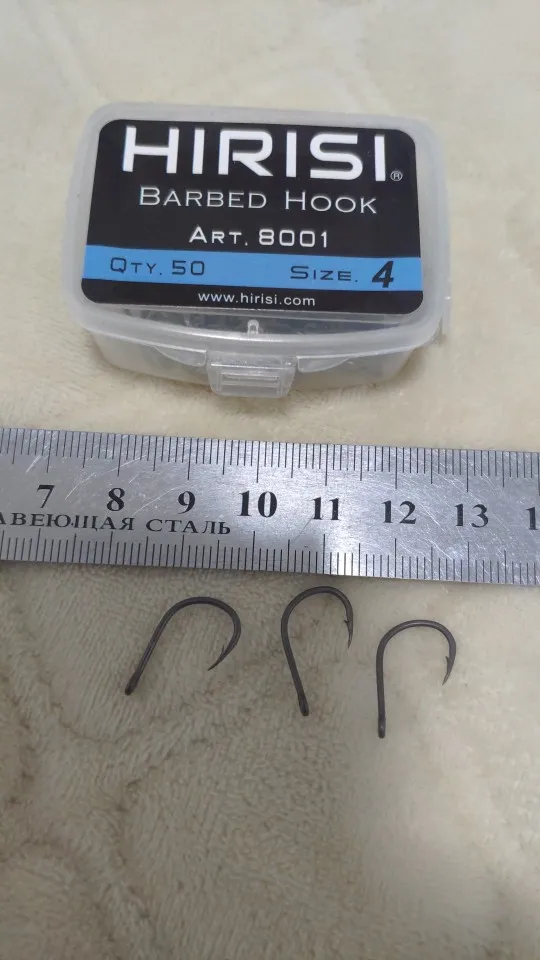 HIRISI®
BARBED HOOK
ART. 8001
QTY. 50 SIZE. 4
www.hirisi.com
7 8 9 10 11 12 13
АВЕЮЩАЯ СТАЛЬ